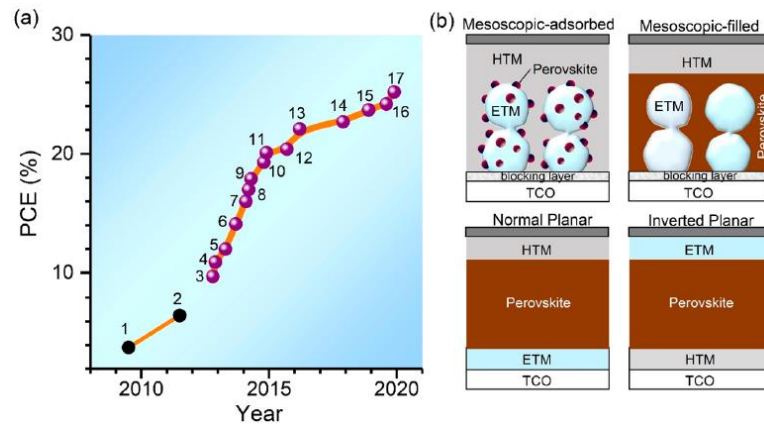 (a)
PCE (%)
30
20
10
1
2
3
4
5
6
7
8
9
10
11
12
13
14
15
16
17
2010
2015
2020
Year
(b)
Mesoscopic-adsorbed
HTM
Perovskite
ETM
blocking layer
TCO
Mesoscopic-filled
HTM
ETM
Perovskite
blocking layer
TCO
Normal Planar
HTM
Perovskite
ETM
TCO
Inverted Planar
ETM
Perovskite
HTM
TCO